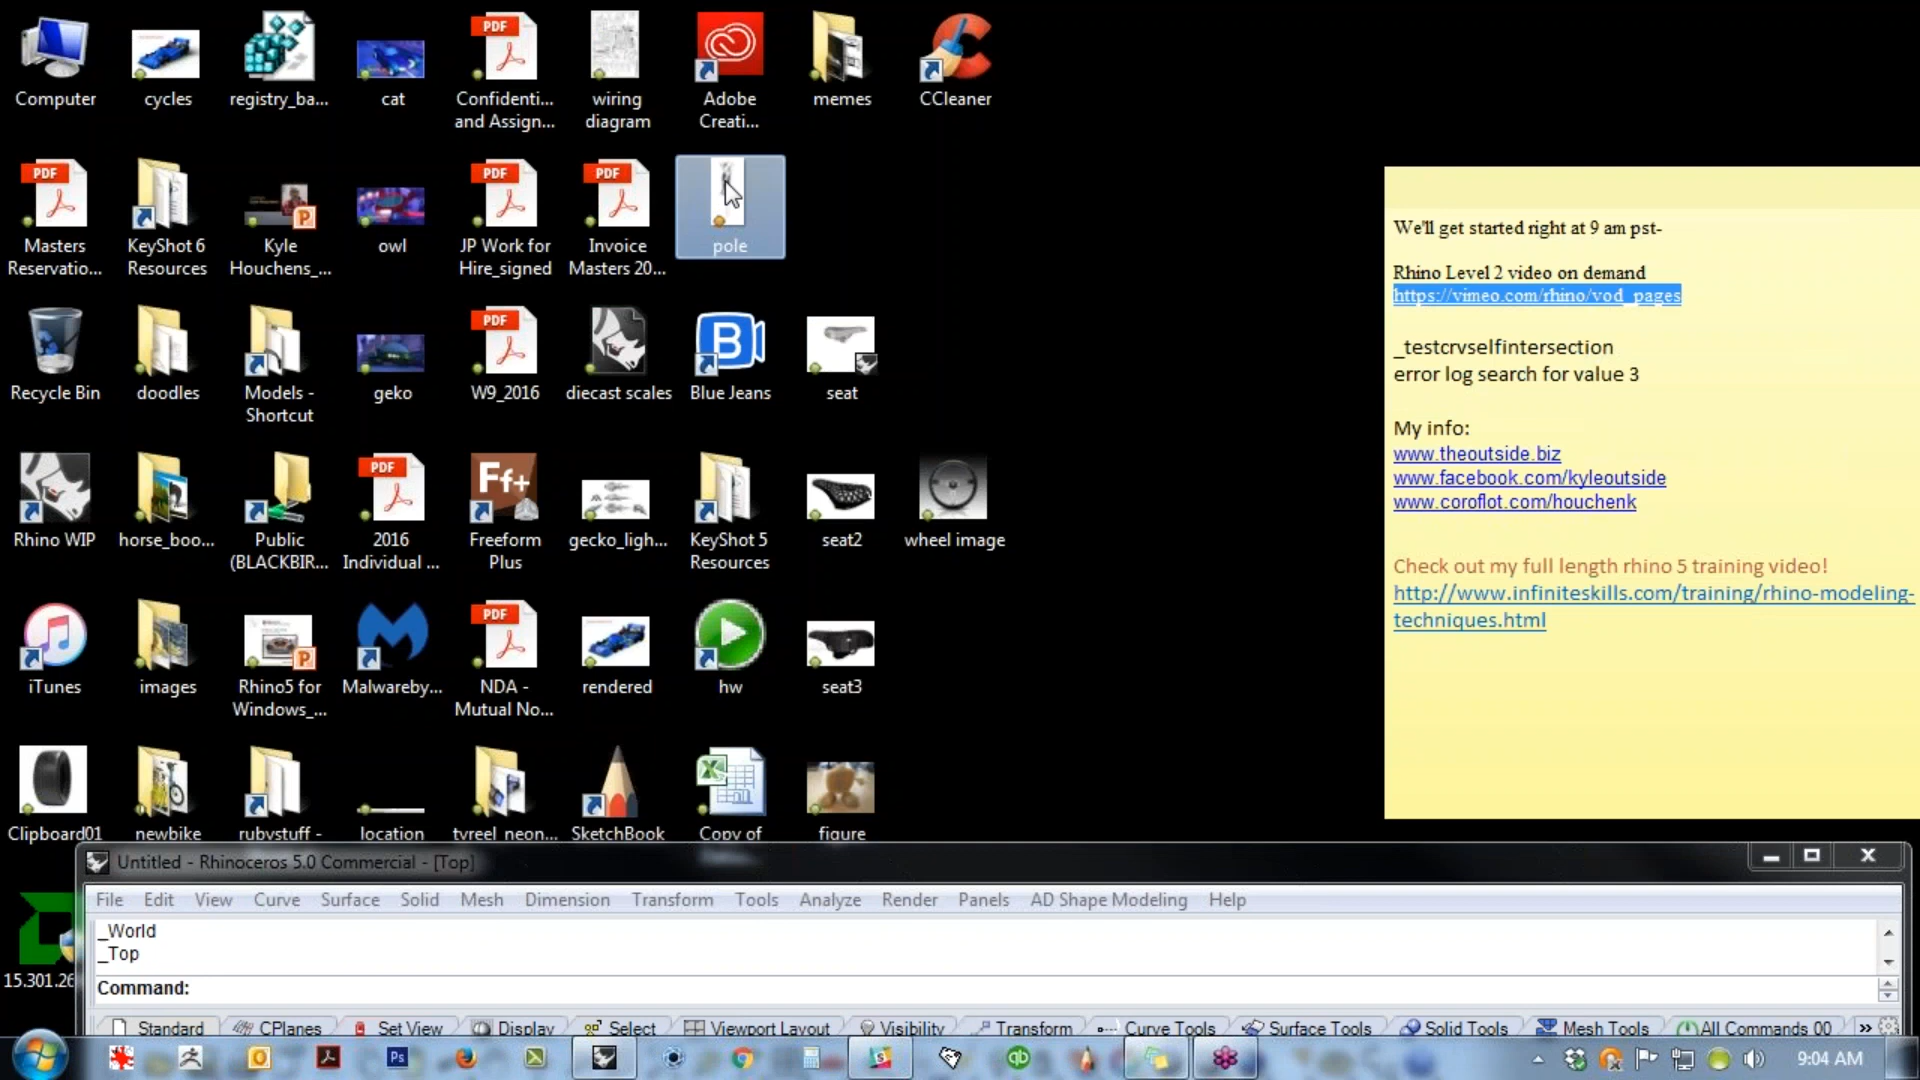 Computer
cycles
registry_ba...
cat
Confidenti...
and Assign...
wiring
diagram
Adobe
Creati...
memes
CCleaner
Masters
Reservatio...
KeyShot 6
Resources
Kyle
Houchens_...
owl
JP Work for
Hire_signed
Invoice
Masters 20...
pole
Recycle Bin
doodles
Models -
Shortcut
geko
W9_2016
diecast scales
Blue Jeans
seat
Rhino WIP
horse_boo...
Public
(BLACKBIR...
2016
Individual ...
Freeform
Plus
gecko_ligh...
KeyShot 5
Resources
seat2
wheel image
iTunes
images
Rhino5 for
Windows_...
Malwareby...
NDA -
Mutual No...
rendered
hw
seat3
Clipboard01
newbike
rubystuff -
location
tyreel_neon...
SketchBook
Copy of
figure
15.301.26
We'll get started right at 9 am pst-
Rhino Level 2 video on demand
https://vimeo.com/rhino/vod_pages
_testcrvselfintersection
error log search for value 3
My info:
www.theoutside.biz
www.facebook.com/kyleoutside
www.coroflot.com/houchenk
Check out my full length rhino 5 training video!
http://www.infiniteskills.com/training/rhino-modeling-
techniques.html
Untitled - Rhinoceros 5.0 Commercial - [Top]
File Edit View Curve Surface Solid Mesh Dimension Transform Tools Analyze Render Panels AD Shape Modeling Help
_World
_Top
Command:
Standard CPlanes Set View Display Select Viewport Layout Visibility Transform Curve Tools Surface Tools Solid Tools Mesh Tools All Commands 00
9:04 AM